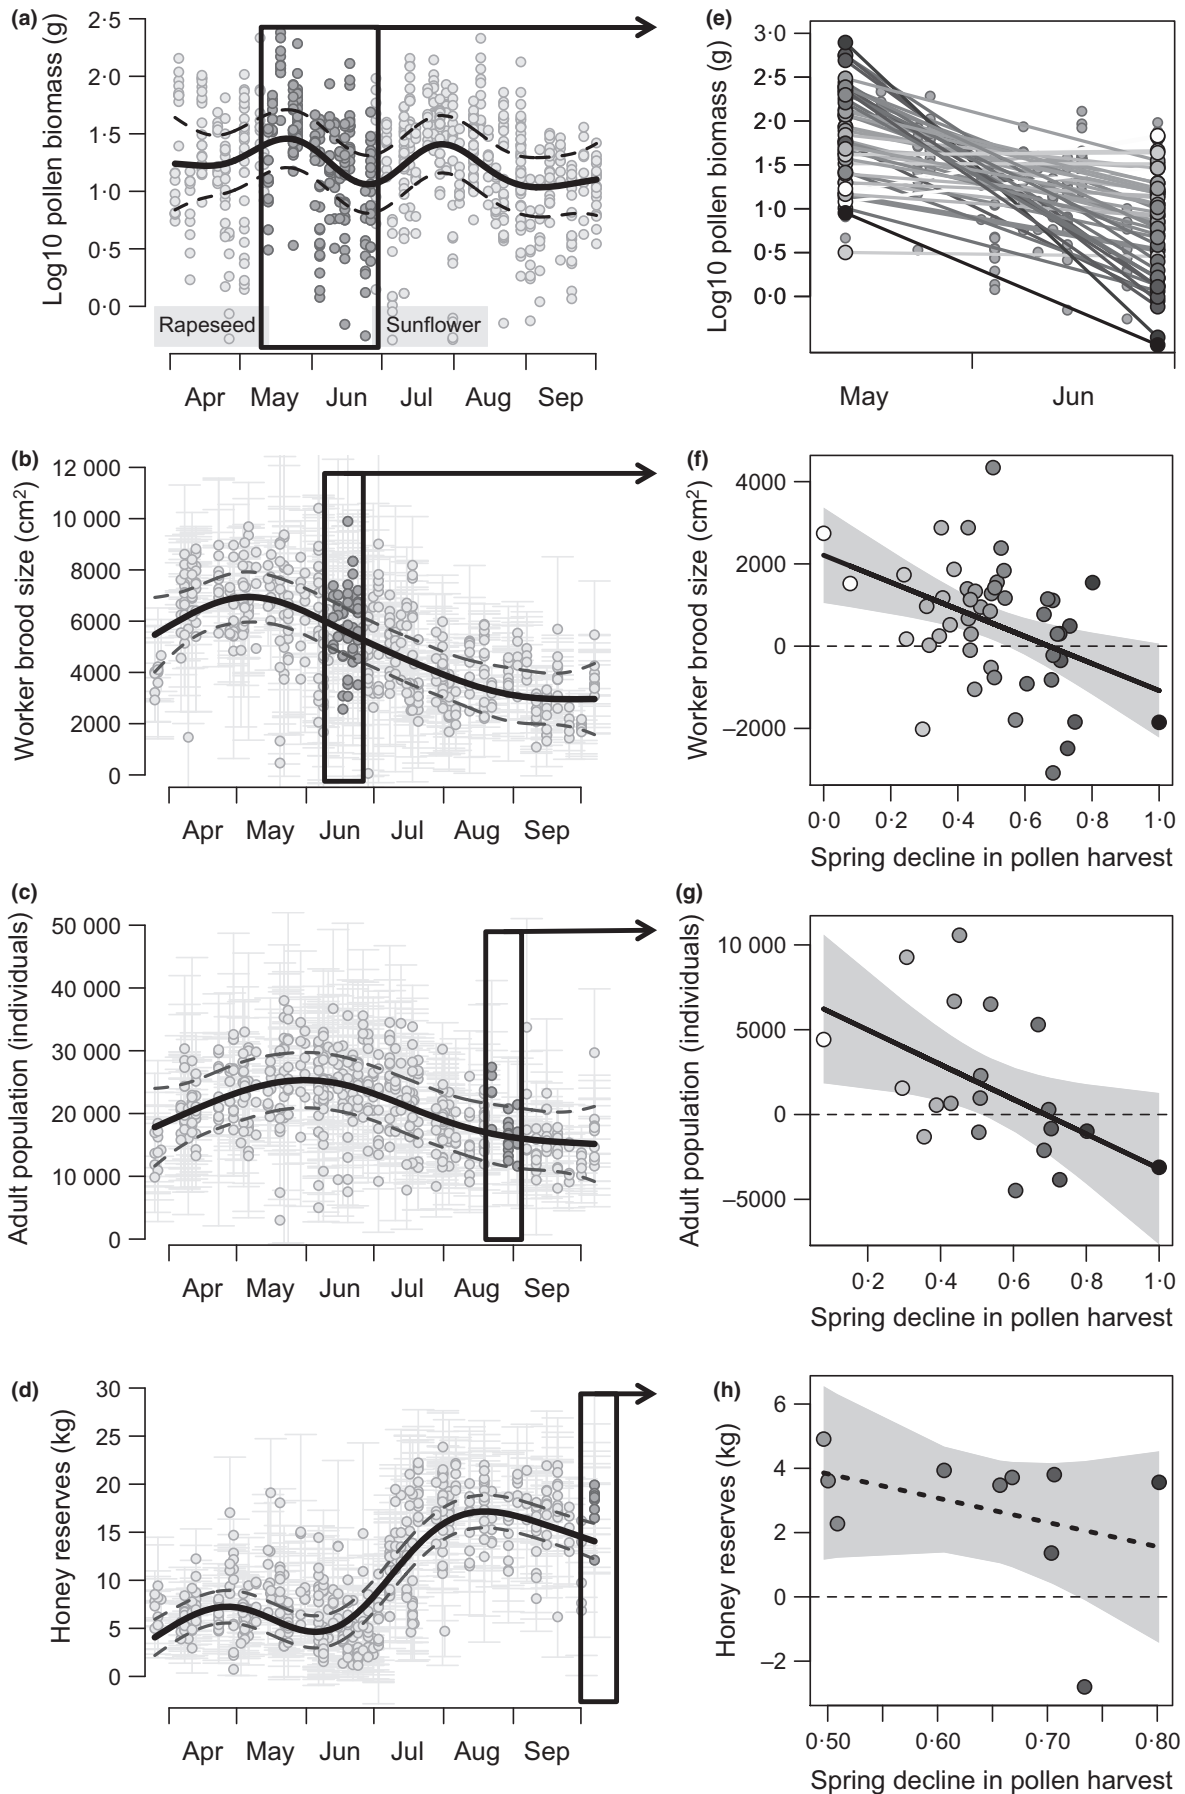 (a)
Log10 pollen biomass (g)
2·5
2·0
1·5
1·0
0·5
0·0
Rapeseed
Sunflower
Apr May Jun Jul Aug Sep
(e)
Log10 pollen biomass (g)
3·0
2·5
2·0
1·5
1·0
0·5
0·0
May Jun
(b)
Worker brood size (cm²)
12 000
10 000
8000
6000
4000
2000
0
Apr May Jun Jul Aug Sep
(f)
Worker brood size (cm²)
4000
2000
0
–2000
0·0 0·2 0·4 0·6 0·8 1·0
Spring decline in pollen harvest
(c)
Adult population (individuals)
50 000
40 000
30 000
20 000
10 000
0
Apr May Jun Jul Aug Sep
(g)
Adult population (individuals)
10 000
5000
0
–5000
0·2 0·4 0·6 0·8 1·0
Spring decline in pollen harvest
(d)
Honey reserves (kg)
30
25
20
15
10
5
0
Apr May Jun Jul Aug Sep
(h)
Honey reserves (kg)
6
4
2
0
–2
0·50 0·60 0·70 0·80
Spring decline in pollen harvest